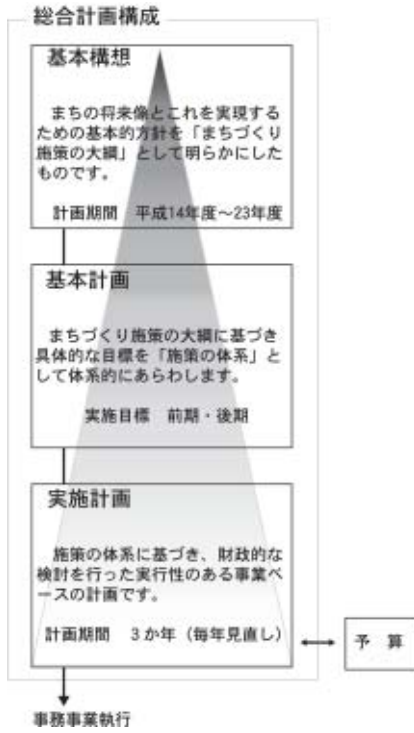 総合計画構成
基本構想
まちの将来像とこれを実現する
ための基本的方針を「まちづくり
施策の大綱」として明らかにした
ものです。
計画期間　平成14年度～23年度
基本計画
まちづくり施策の大綱に基づき
具体的な目標を「施策の体系」と
して体系的にあらわします。
実施目標　前期・後期
実施計画
施策の体系に基づき、財政的な
検討を行った実行性のある事業ベ
ースの計画です。
計画期間　３か年（毎年見直し）
予　算
事務事業執行